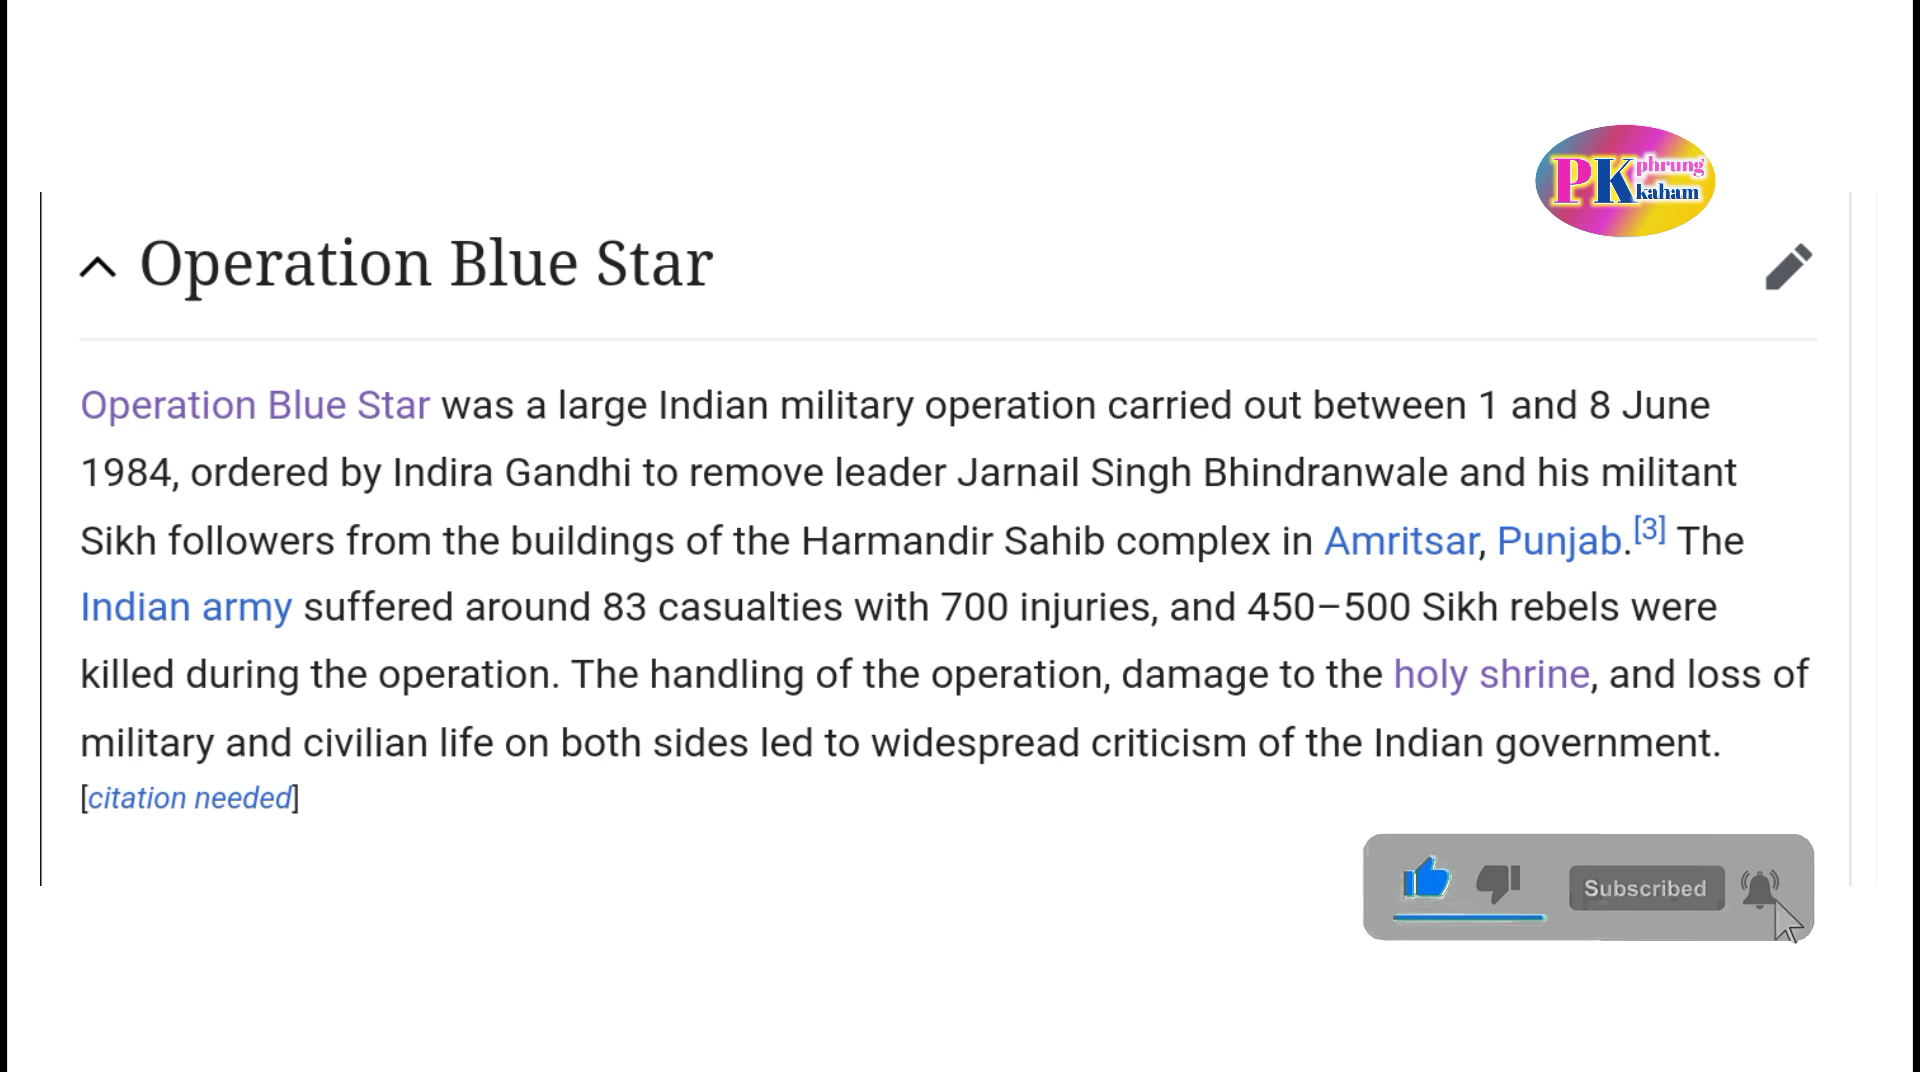 PK phrung
kaham
Operation Blue Star
Operation Blue Star was a large Indian military operation carried out between 1 and 8 June
1984, ordered by Indira Gandhi to remove leader Jarnail Singh Bhindranwale and his militant
Sikh followers from the buildings of the Harmandir Sahib complex in Amritsar, Punjab.[3] The
Indian army suffered around 83 casualties with 700 injuries, and 450–500 Sikh rebels were
killed during the operation. The handling of the operation, damage to the holy shrine, and loss of
military and civilian life on both sides led to widespread criticism of the Indian government.
[citation needed]
Subscribed